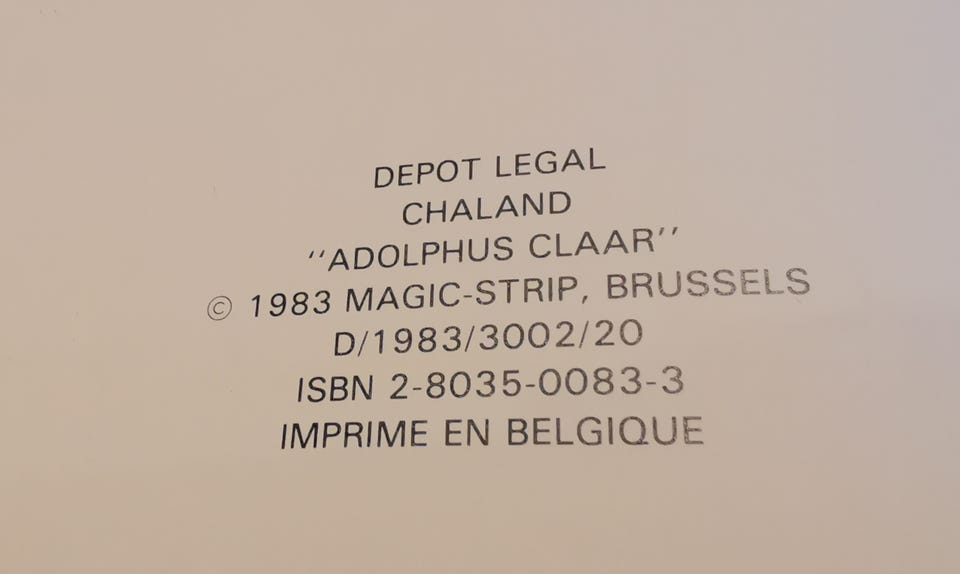 DEPOT LEGAL
CHALAND
''ADOLPHUS CLAAR''
© 1983 MAGIC-STRIP, BRUSSELS
D/1983/3002/20
ISBN 2-8035-0083-3
IMPRIME EN BELGIQUE